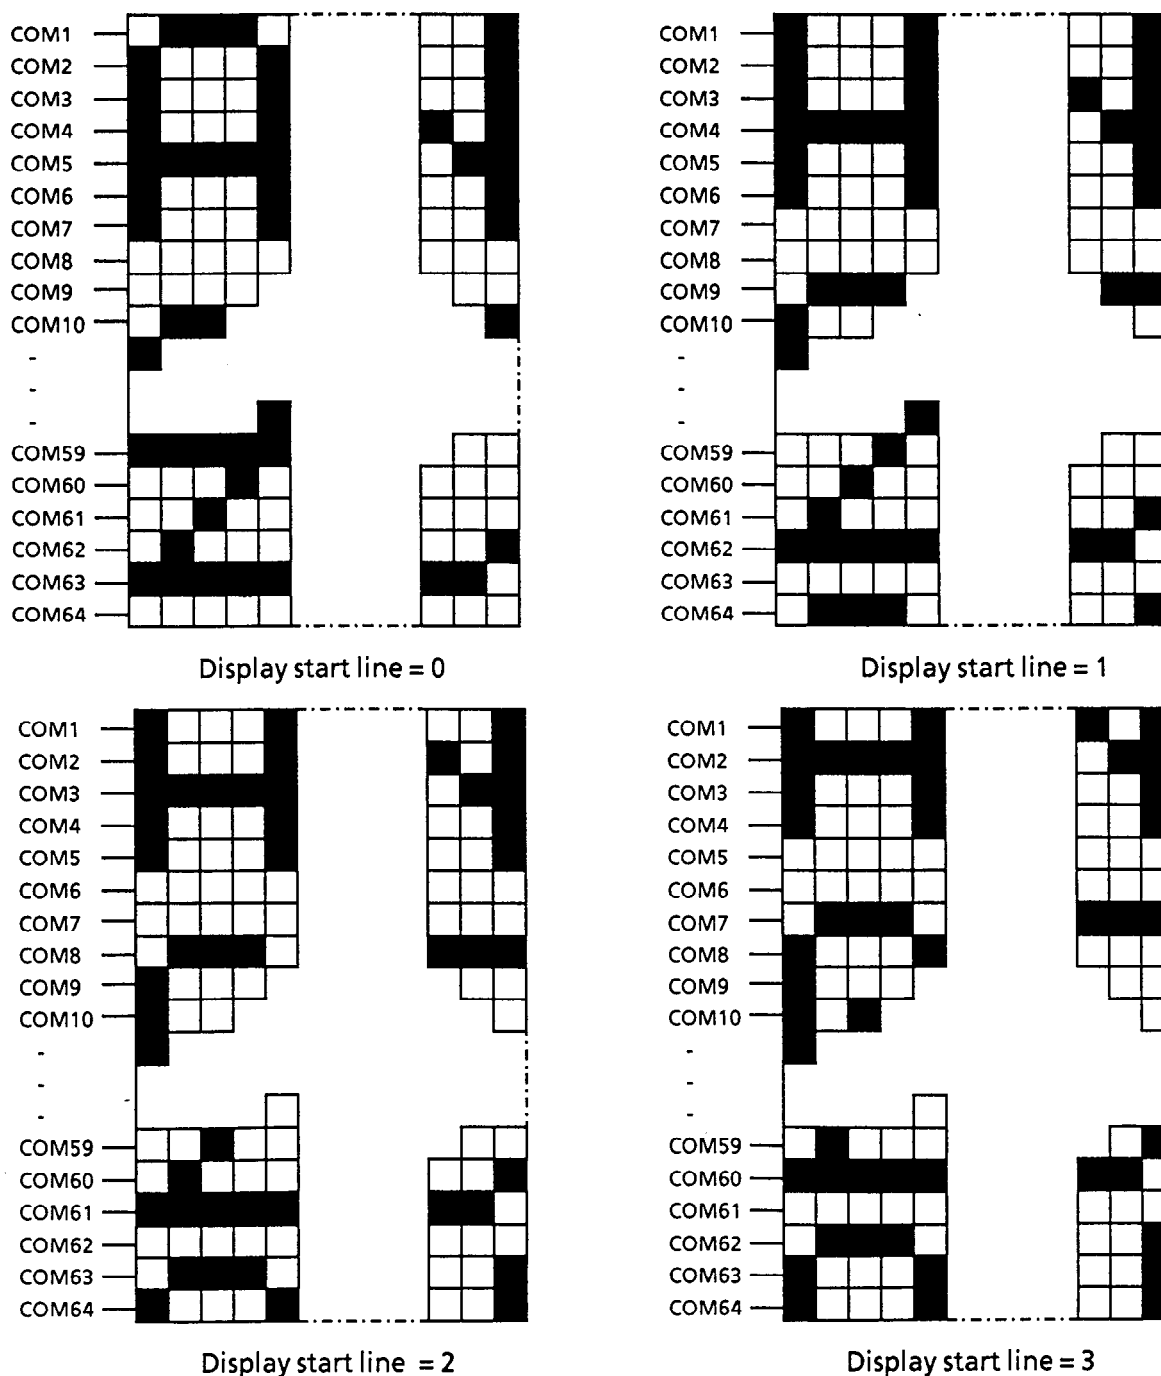 COM1
COM2
COM3
COM4
COM5
COM6
COM7
COM8
COM9
COM10
-
-
-
COM59
COM60
COM61
COM62
COM63
COM64
Display start line = 0
COM1
COM2
COM3
COM4
COM5
COM6
COM7
COM8
COM9
COM10
-
-
-
COM59
COM60
COM61
COM62
COM63
COM64
Display start line = 1
COM1
COM2
COM3
COM4
COM5
COM6
COM7
COM8
COM9
COM10
-
-
-
COM59
COM60
COM61
COM62
COM63
COM64
Display start line = 2
COM1
COM2
COM3
COM4
COM5
COM6
COM7
COM8
COM9
COM10
-
-
-
COM59
COM60
COM61
COM62
COM63
COM64
Display start line = 3